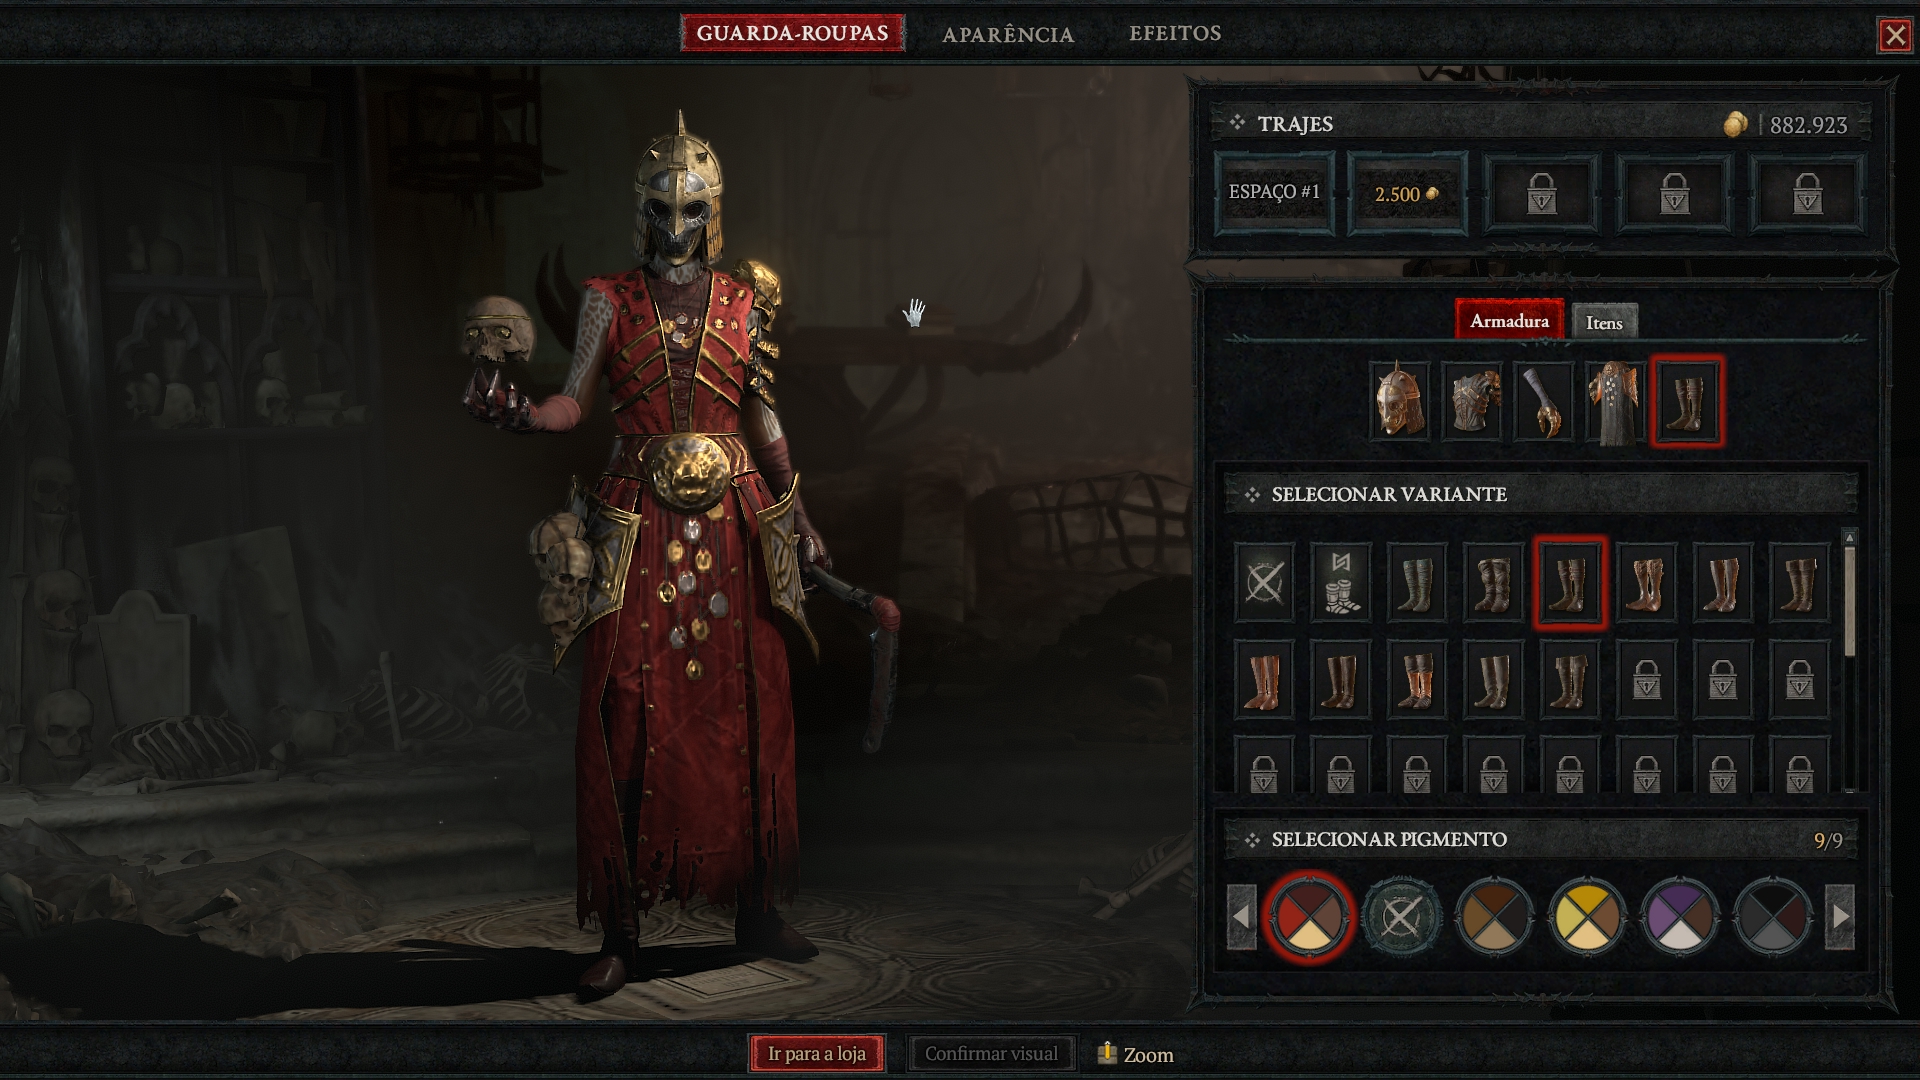 GUARDA-ROUPAS
APARÊNCIA
EFEITOS
TRAJES
882.923
ESPAÇO #1
2.500
Armadura
Itens
SELECIONAR VARIANTE
SELECIONAR PIGMENTO
9/9
Ir para a loja
Confirmar visual
Zoom